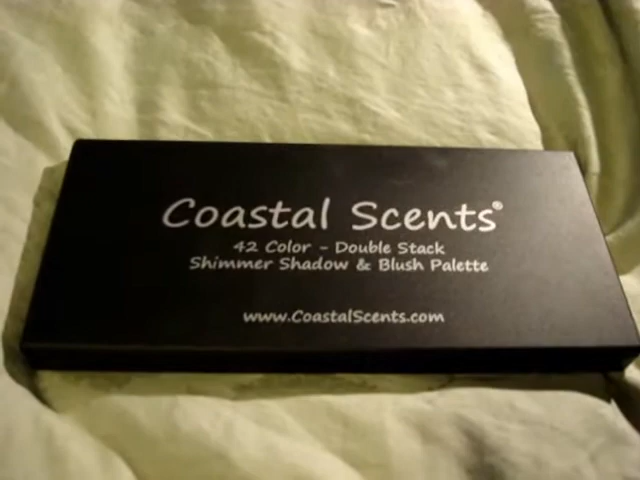 Coastal Scents®
42 Color - Double Stack
Shimmer Shadow & Blush Palette
www.CoastalScents.com